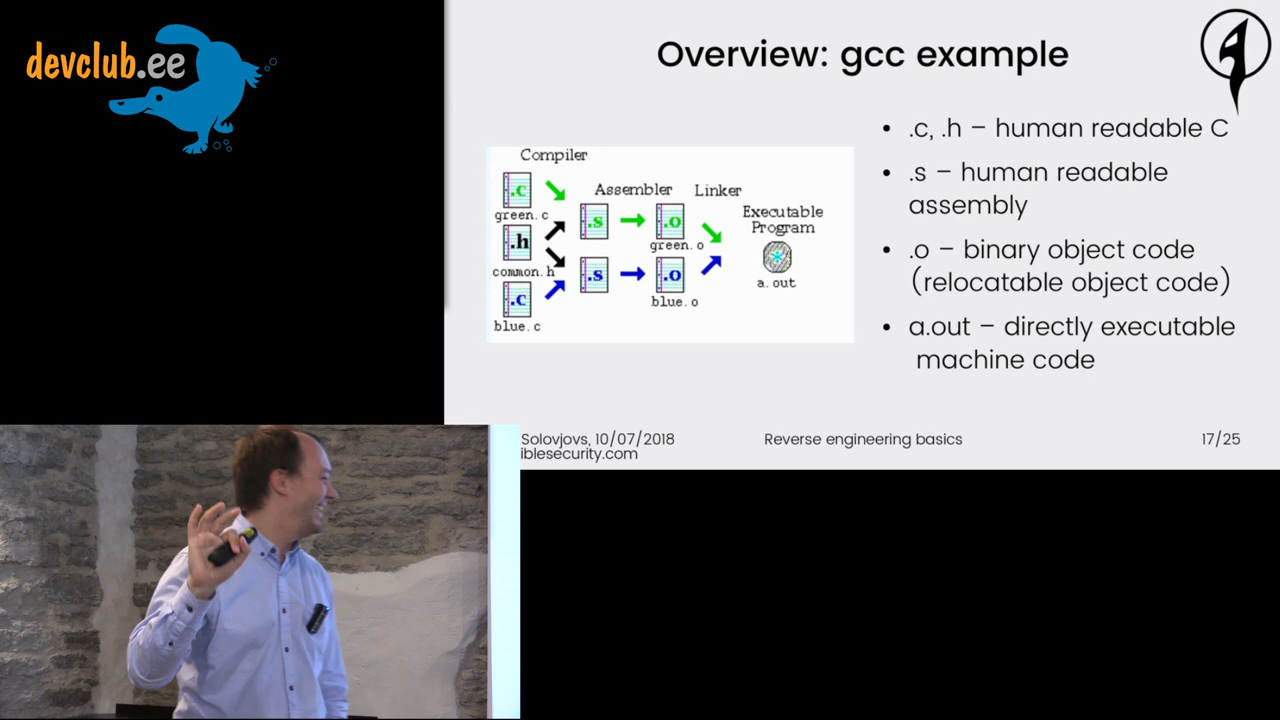 devclub.ee
Overview: gcc example
Compiler
.c
green.c
.h
common.h
.c
blue.c
Assembler
.s
.s
Linker
.o
green.o
.o
blue.o
Executable
Program
a.out
• .c, .h – human readable C
• .s – human readable
assembly
• .o – binary object code
(relocatable object code)
• a.out – directly executable
machine code
Solovjovs, 10/07/2018
iblesecurity.com
Reverse engineering basics
17/25